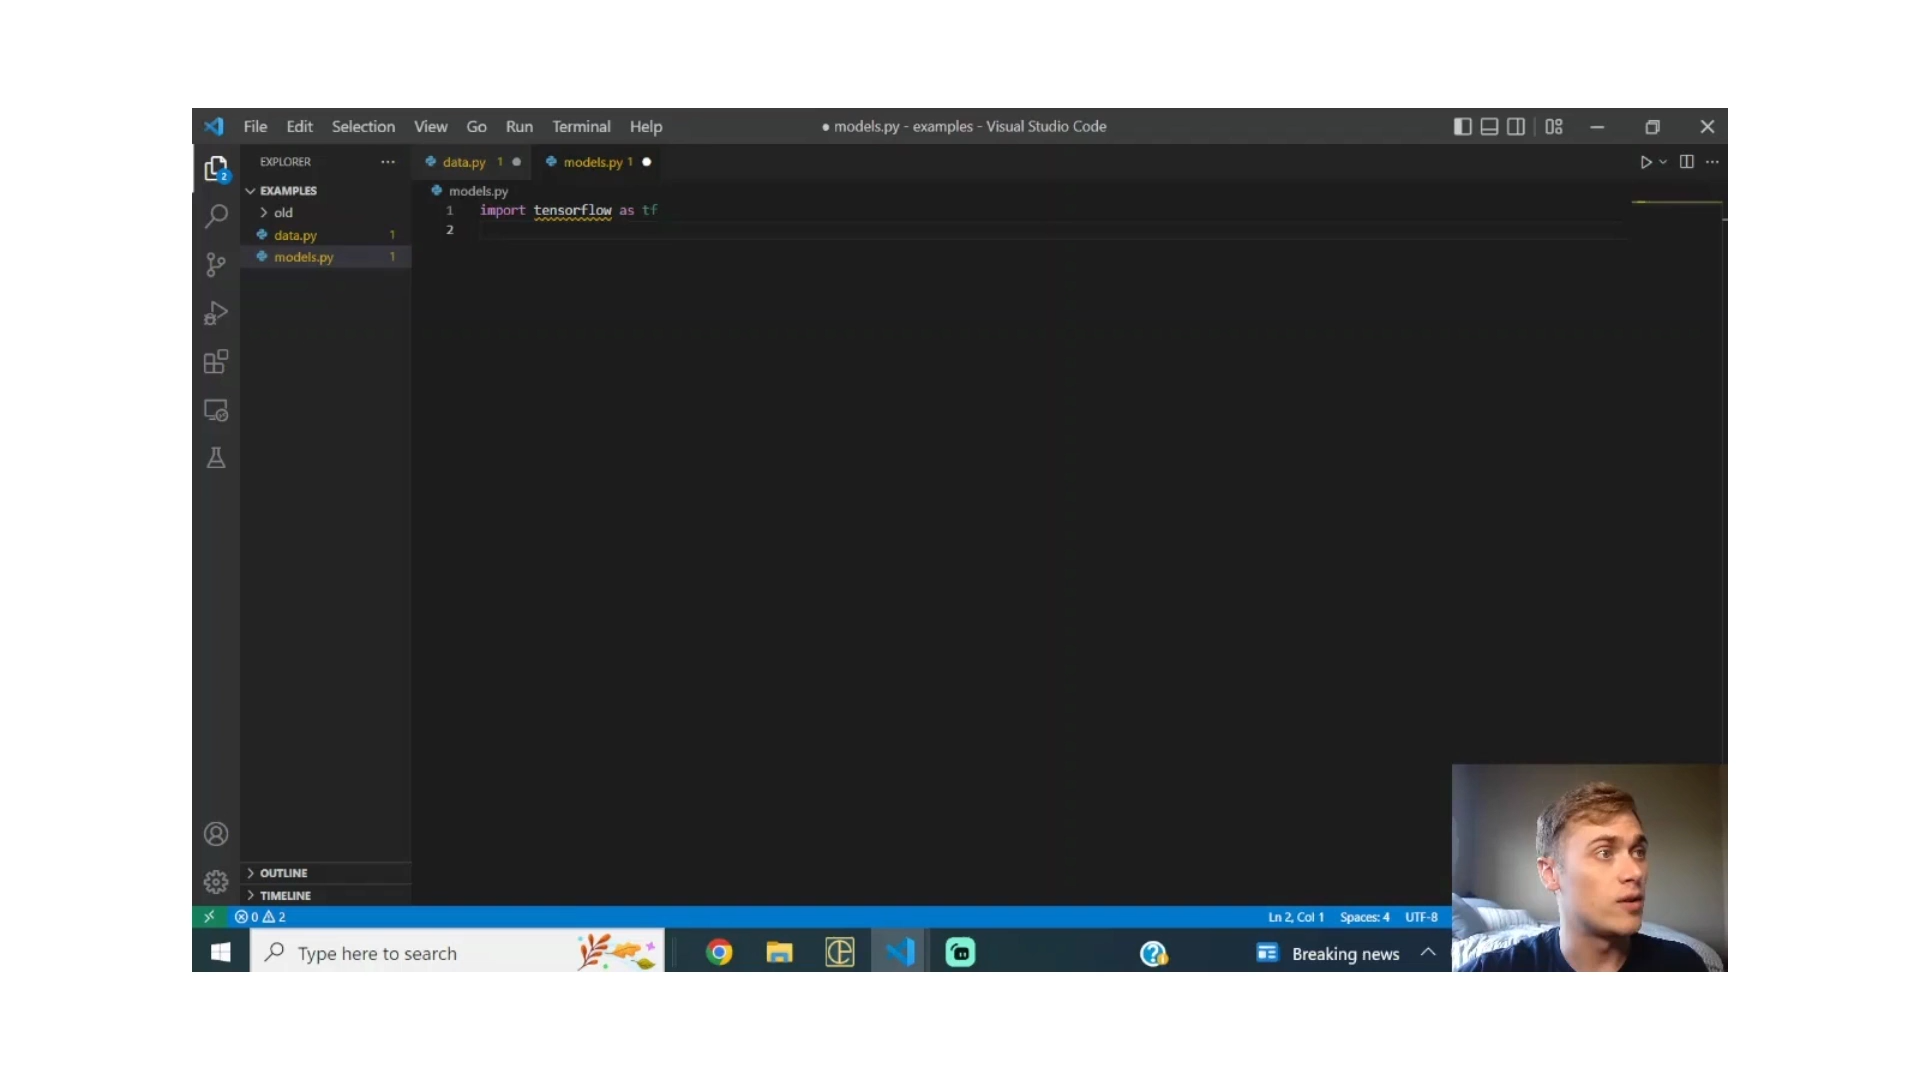 File Edit Selection View Go Run Terminal Help
● models.py - examples - Visual Studio Code
EXPLORER
EXAMPLES
old
data.py 1
models.py 1
OUTLINE
TIMELINE
data.py 1
models.py 1
models.py
1 import tensorflow as tf
2
0 2
Ln 2, Col 1 Spaces: 4 UTF-8
2
Type here to search
Breaking news